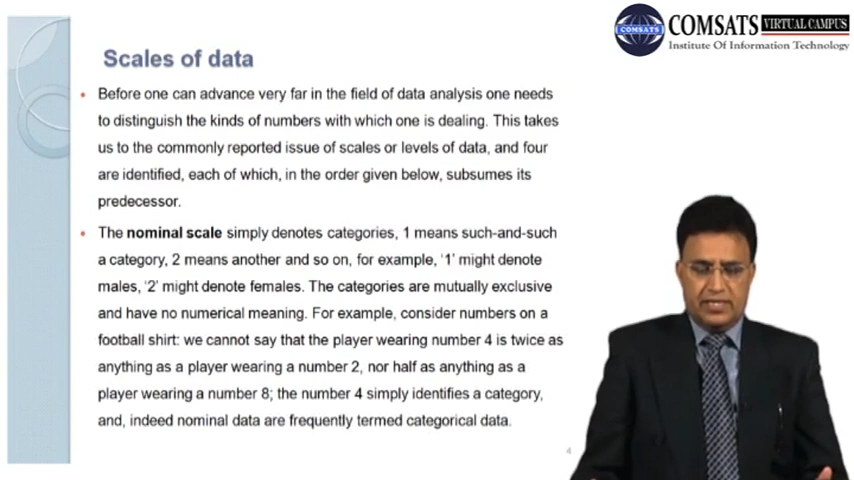 COMSATS VIRTUAL CAMPUS
COMSATS
Institute Of Information Technology
Scales of data
• Before one can advance very far in the field of data analysis one needs
to distinguish the kinds of numbers with which one is dealing. This takes
us to the commonly reported issue of scales or levels of data, and four
are identified, each of which, in the order given below, subsumes its
predecessor.
• The nominal scale simply denotes categories, 1 means such-and-such
a category, 2 means another and so on, for example, ‘1’ might denote
males, ‘2’ might denote females. The categories are mutually exclusive
and have no numerical meaning. For example, consider numbers on a
football shirt: we cannot say that the player wearing number 4 is twice as
anything as a player wearing a number 2, nor half as anything as a
player wearing a number 8; the number 4 simply identifies a category,
and, indeed nominal data are frequently termed categorical data.
4